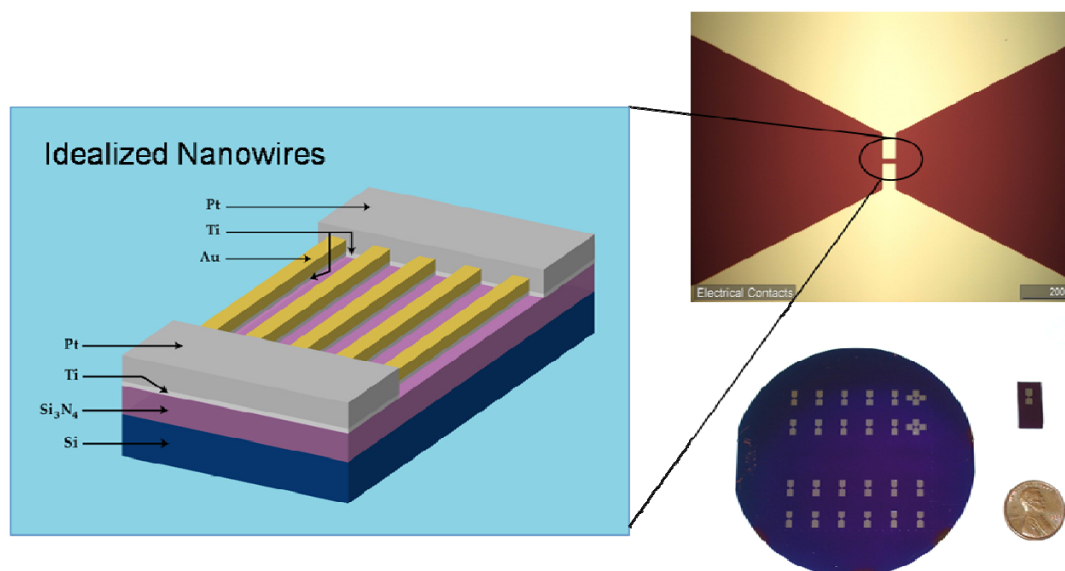 Idealized Nanowires
Pt
Ti
Au
Pt
Ti
Si₃N₄
Si
Electrical Contacts
200